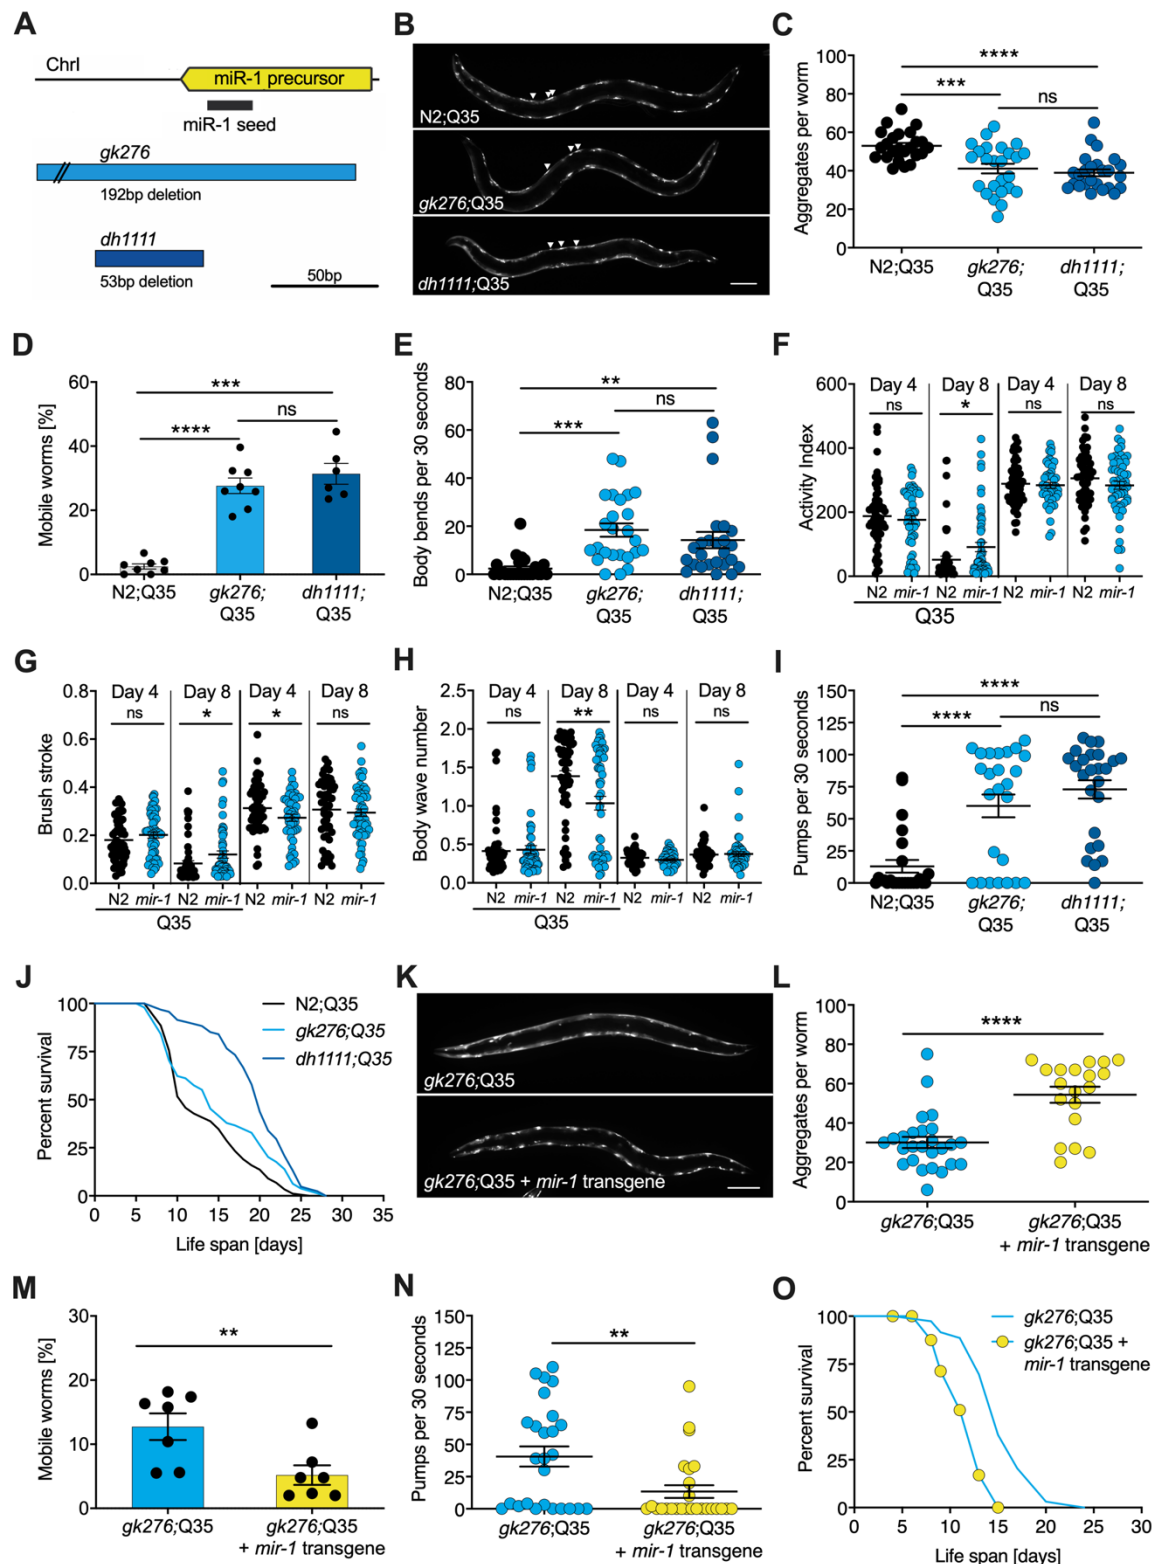 A
ChrI
miR-1 precursor
miR-1 seed
gk276
192bp deletion
dh1111
53bp deletion
50bp
B
N2;Q35
gk276;Q35
dh1111;Q35
C
Aggregates per worm
100
80
60
40
20
0
****
***
ns
N2;Q35
gk276;
Q35
dh1111;
Q35
D
Mobile worms [%]
60
40
20
0
***
****
ns
N2;Q35
gk276;
Q35
dh1111;
Q35
E
Body bends per 30 seconds
80
60
40
20
0
**
***
ns
N2;Q35
gk276;
Q35
dh1111;
Q35
F
Activity Index
600
400
200
0
Day 4 Day 8 Day 4 Day 8
ns * ns ns
N2 mir-1 N2 mir-1 N2 mir-1 N2 mir-1
Q35
G
Brush stroke
0.8
0.6
0.4
0.2
0.0
Day 4 Day 8 Day 4 Day 8
ns * * ns
N2 mir-1 N2 mir-1 N2 mir-1 N2 mir-1
Q35
H
Body wave number
2.5
2.0
1.5
1.0
0.5
0.0
Day 4 Day 8 Day 4 Day 8
ns ** ns ns
N2 mir-1 N2 mir-1 N2 mir-1 N2 mir-1
Q35
I
Pumps per 30 seconds
150
125
100
75
50
25
0
****
****
ns
N2;Q35
gk276;
Q35
dh1111;
Q35
J
Percent survival
100
75
50
25
0
N2;Q35
gk276;Q35
dh1111;Q35
0 5 10 15 20 25 30 35
Life span [days]
K
gk276;Q35
gk276;Q35 + mir-1 transgene
L
Aggregates per worm
100
80
60
40
20
0
****
gk276;Q35
gk276;Q35
+ mir-1 transgene
M
Mobile worms [%]
30
20
10
0
**
gk276;Q35
gk276;Q35
+ mir-1 transgene
N
Pumps per 30 seconds
150
125
100
75
50
25
0
**
gk276;Q35
gk276;Q35
+ mir-1 transgene
O
Percent survival
100
75
50
25
0
gk276;Q35
gk276;Q35 +
mir-1 transgene
0 5 10 15 20 25 30
Life span [days]